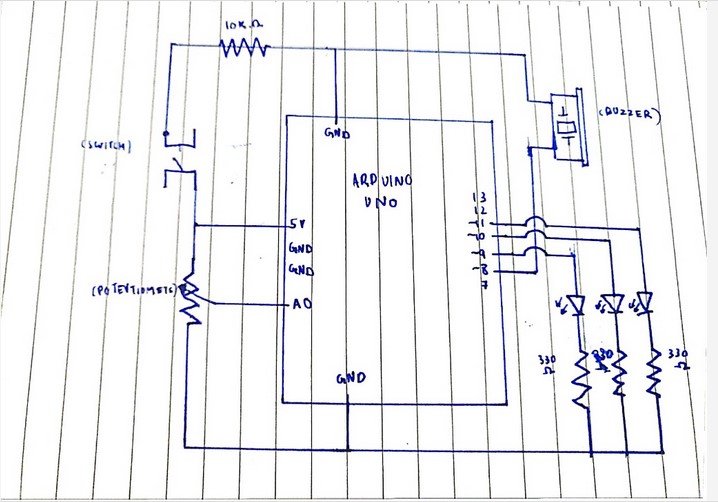 10K Ω
(BUZZER)
GND
(SWITCH)
ARDUINO
UNO
13
12
~11
~10
~9
~8
7
5V
GND
GND
(POTENTIOMETE)
A0
330
Ω
330
330
Ω
GND